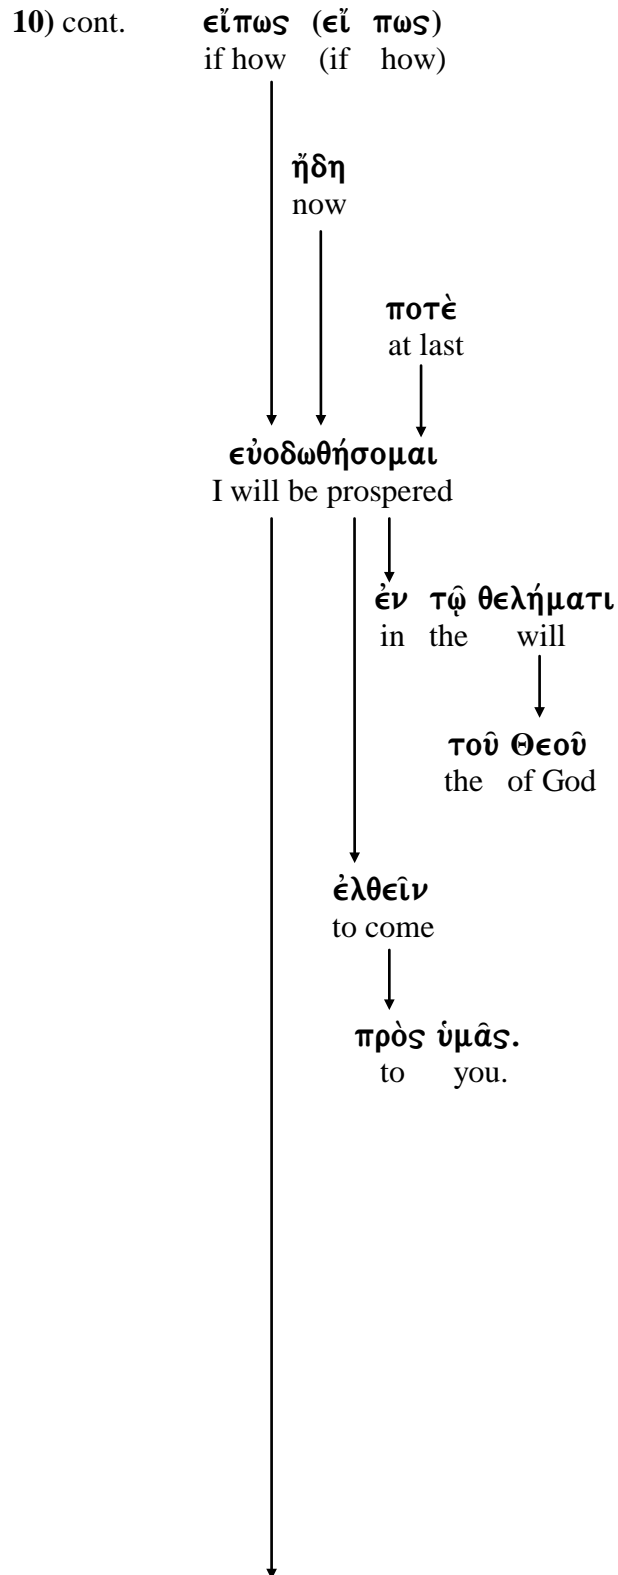 10) cont. εἴπως (εἴ πως)
if how (if how)
ἤδη
now
ποτὲ
at last
εὐοδωθήσομαι
I will be prospered
ἐν τῷ θελήματι
in the will
τοῦ Θεοῦ
the of God
ἐλθεῖν
to come
πρὸς ὑμᾶς.
to you.